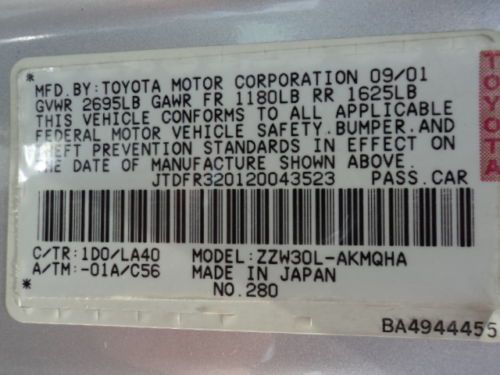 MFD. BY: TOYOTA MOTOR CORPORATION 09/01
GVWR 2695LB GAWR FR 1180LB RR 1625LB
THIS VEHICLE CONFORMS TO ALL APPLICABLE
FEDERAL MOTOR VEHICLE SAFETY, BUMPER, AND
THEFT PREVENTION STANDARDS IN EFFECT ON
THE DATE OF MANUFACTURE SHOWN ABOVE.
JTDFR320120043523 PASS. CAR
C/TR: 1D0/LA40 MODEL: ZZW30L-AKMQHA
A/TM: -01A/C56 MADE IN JAPAN
NO. 280
BA4944455
TOYOTA